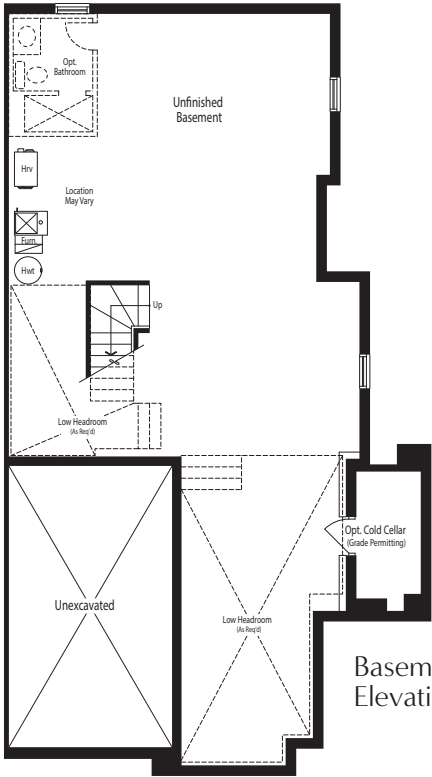 Opt.
Bathroom
Unfinished
Basement
Hrv
Location
May Vary
Furn.
Hwt
Up
Low Headroom
(As Req'd)
Opt. Cold Cellar
(Grade Permitting)
Unexcavated
Low Headroom
(As Req'd)
Basem
Elevati